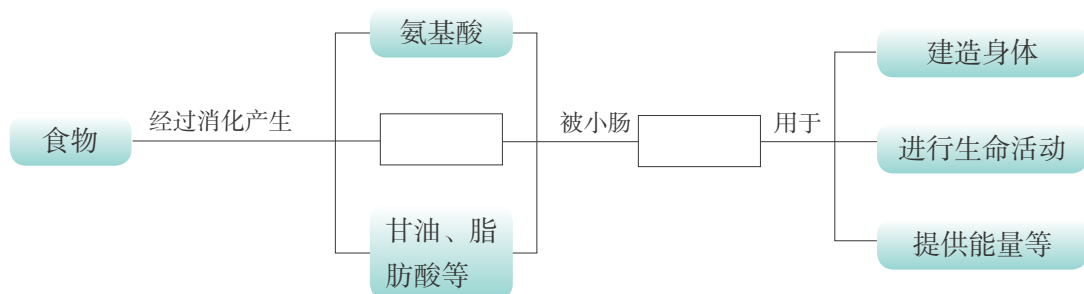 食物
经过消化产生
氨基酸
甘油、脂
肪酸等
被小肠
用于
建造身体
进行生命活动
提供能量等